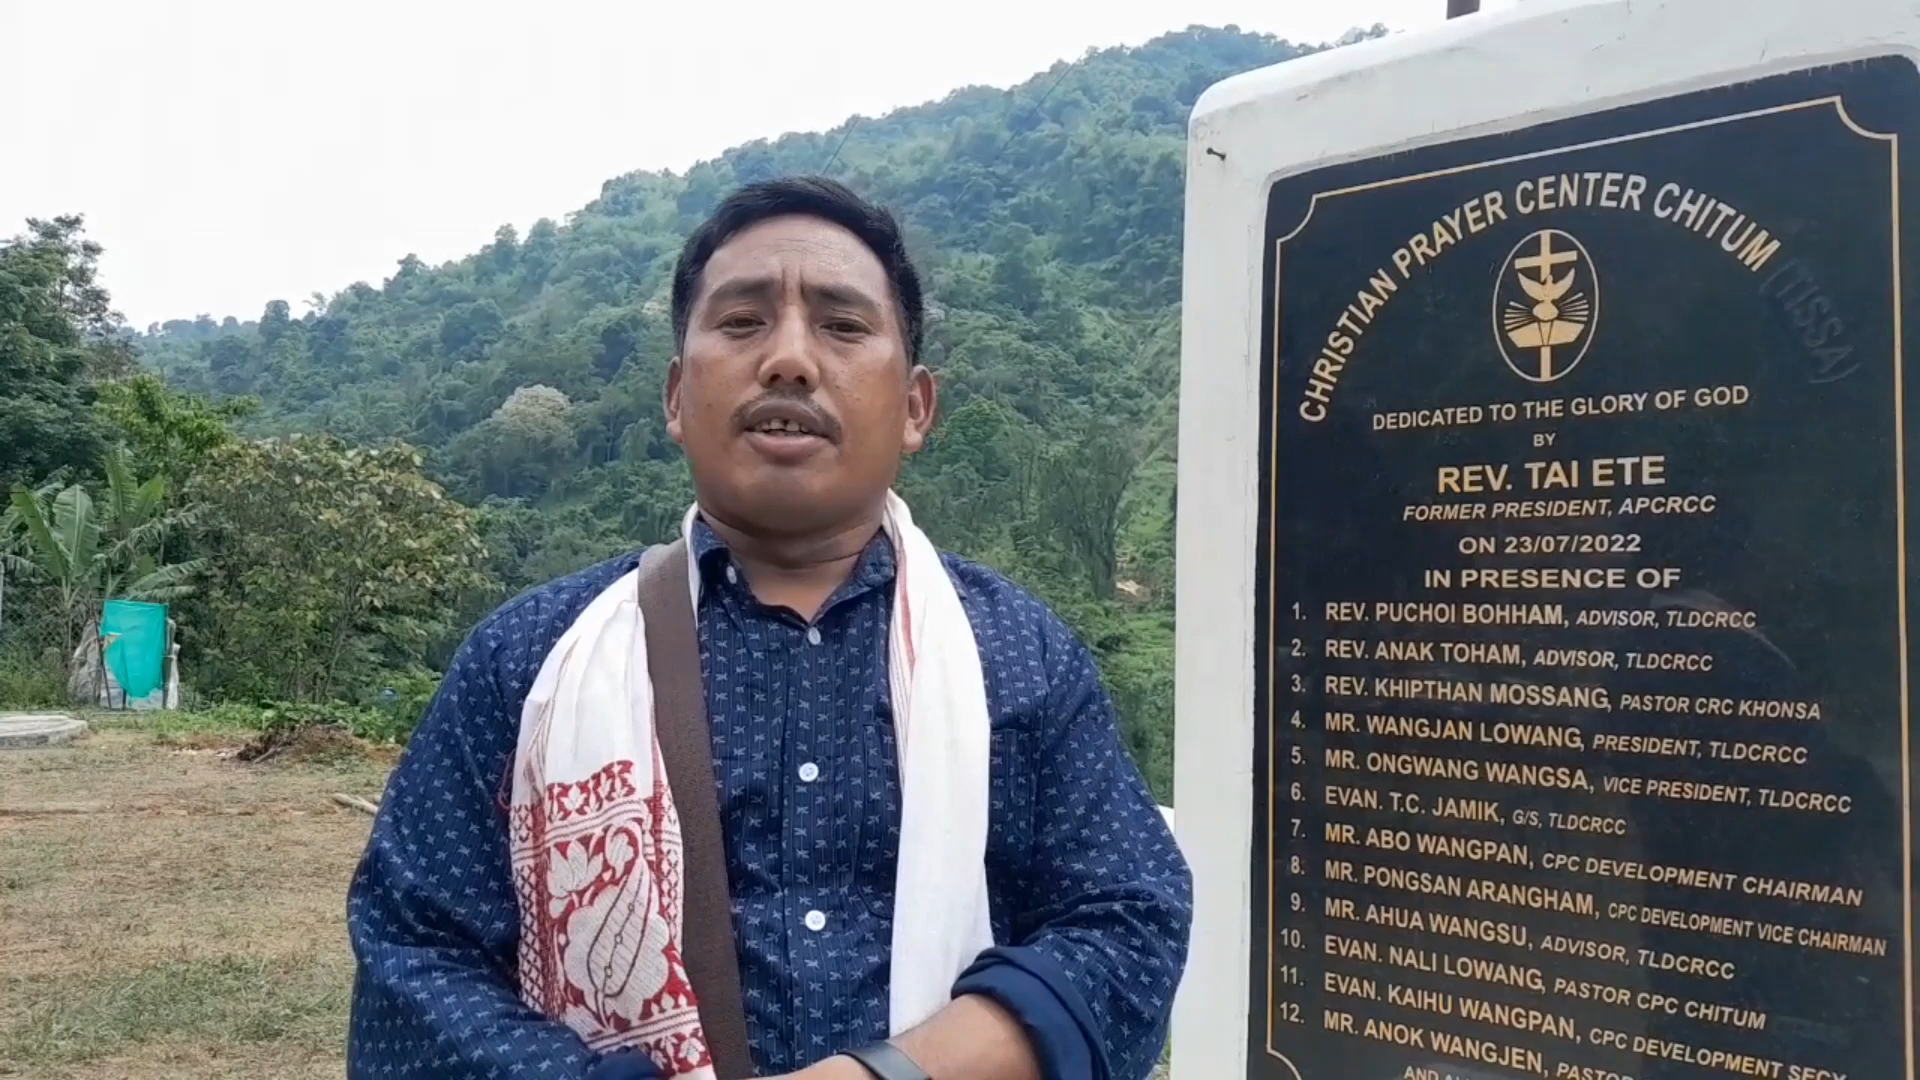 CHRISTIAN PRAYER CENTER CHITUM (TISSA)
DEDICATED TO THE GLORY OF GOD
BY
REV. TAI ETE
FORMER PRESIDENT, APCRCC
ON 23/07/2022
IN PRESENCE OF
1. REV. PUCHOI BOHHAM, ADVISOR, TLDCRCC
2. REV. ANAK TOHAM, ADVISOR, TLDCRCC
3. REV. KHIPTHAN MOSSANG, PASTOR CRC KHONSA
4. MR. WANGJAN LOWANG, PRESIDENT, TLDCRCC
5. MR. ONGWANG WANGSA, VICE PRESIDENT, TLDCRCC
6. EVAN. T.C. JAMIK, G/S, TLDCRCC
7. MR. ABO WANGPAN, CPC DEVELOPMENT CHAIRMAN
8. MR. PONGSAN ARANGHAM, CPC DEVELOPMENT VICE CHAIRMAN
9. MR. AHUA WANGSU, ADVISOR, TLDCRCC
10. EVAN. NALI LOWANG, PASTOR CPC CHITUM
11. EVAN. KAIHU WANGPAN, CPC DEVELOPMENT SECY
12. MR. ANOK WANGJEN, PASTOR